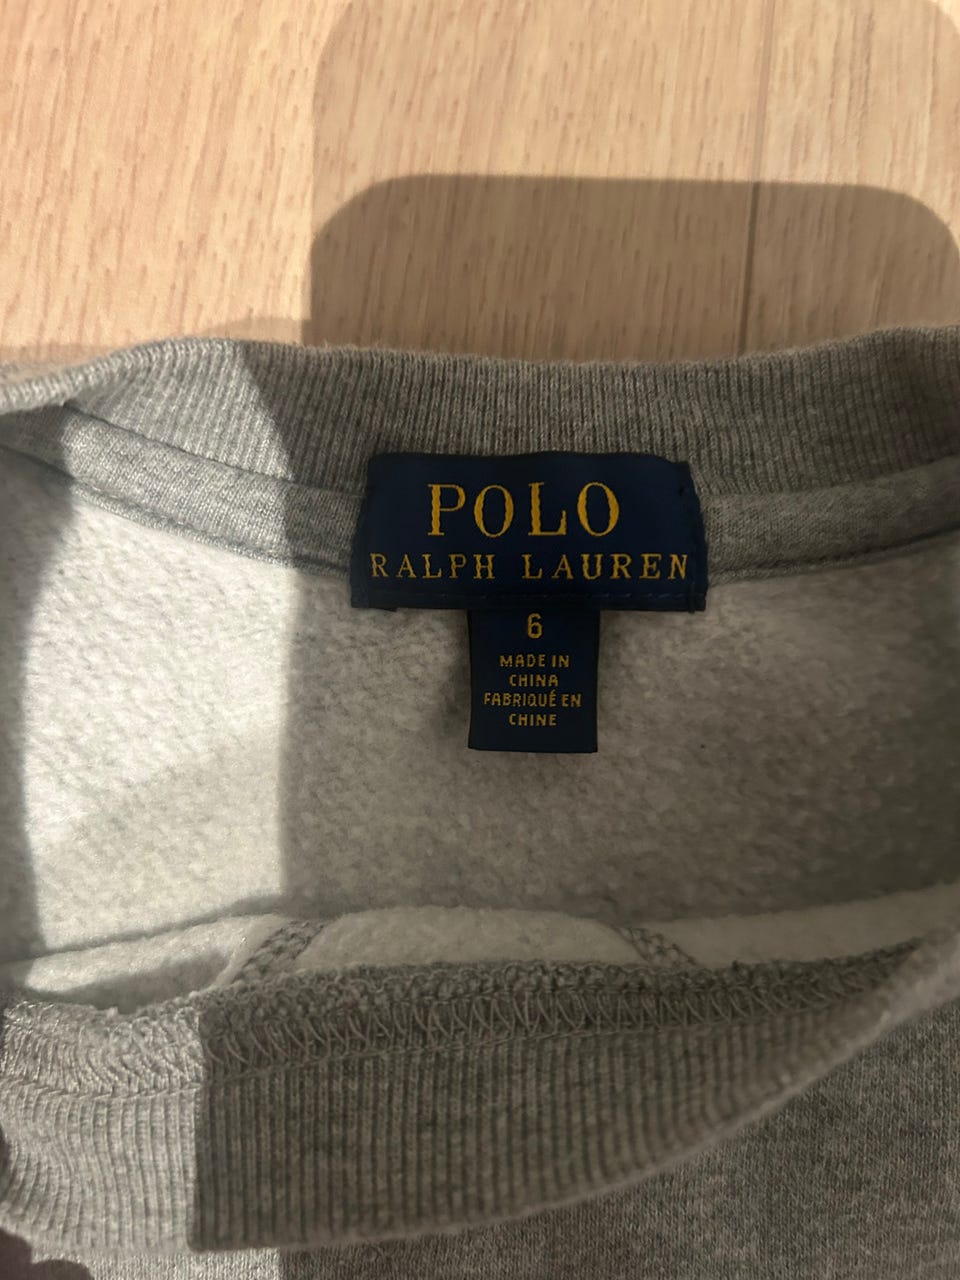 POLO
RALPH LAUREN
6
MADE IN
CHINA
FABRIQUÉ EN
CHINE